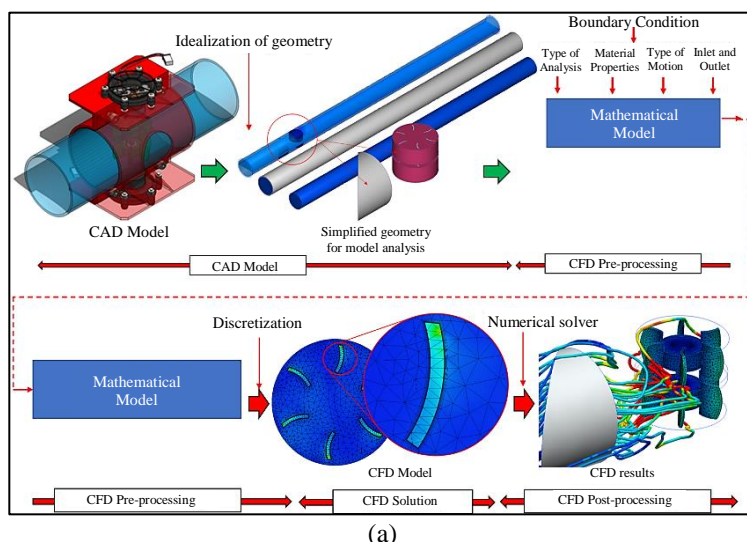 Boundary Condition
Idealization of geometry
Type of
Analysis
Material
Properties
Type of
Motion
Inlet and
Outlet
Mathematical
Model
CAD Model
Simplified geometry
for model analysis
CAD Model
CFD Pre-processing
Discretization
Numerical solver
Mathematical
Model
CFD Model
CFD results
CFD Pre-processing
CFD Solution
CFD Post-processing
(a)